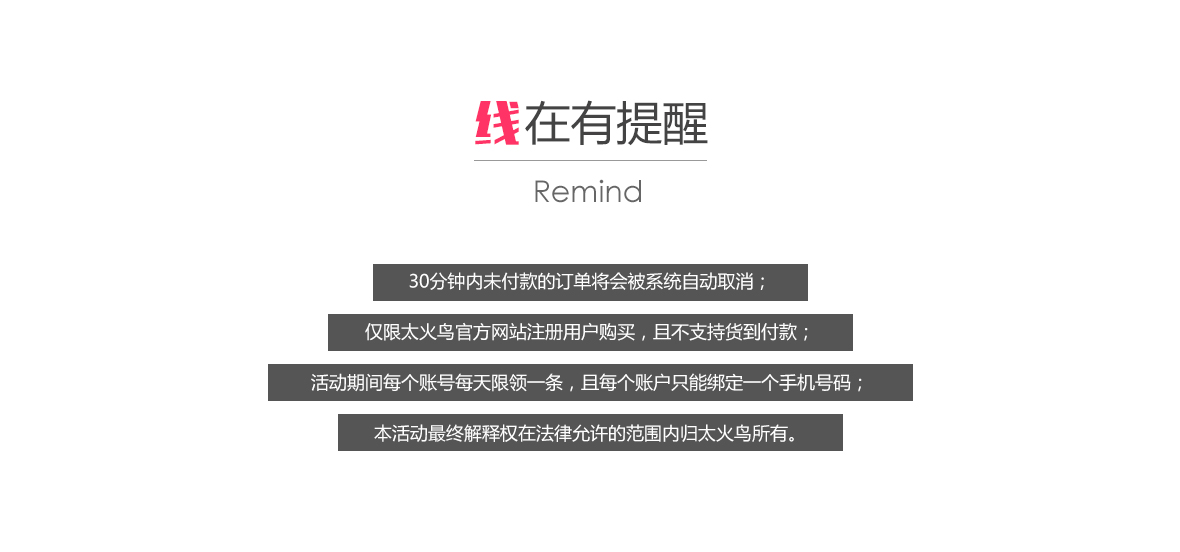 线在有提醒
Remind
30分钟内未付款的订单将会被系统自动取消；
仅限太火鸟官方网站注册用户购买，且不支持货到付款；
活动期间每个账号每天限领一条，且每个账户只能绑定一个手机号码；
本活动最终解释权在法律允许的范围内归太火鸟所有。